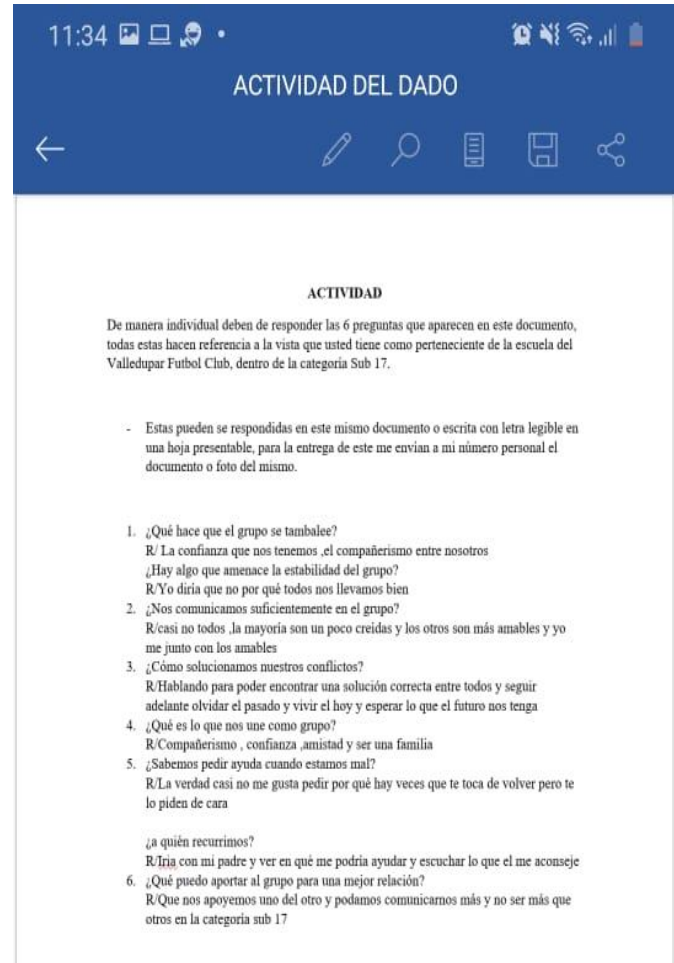 11:34
ACTIVIDAD DEL DADO
ACTIVIDAD
De manera individual deben de responder las 6 preguntas que aparecen en este documento,
todas estas hacen referencia a la vista que usted tiene como perteneciente de la escuela del
Valledupar Futbol Club, dentro de la categoría Sub 17.
- Estas pueden se respondidas en este mismo documento o escrita con letra legible en
una hoja presentable, para la entrega de este me envían a mi número personal el
documento o foto del mismo.
1. ¿Qué hace que el grupo se tambalee?
R/ La confianza que nos tenemos ,el compañerismo entre nosotros
¿Hay algo que amenace la estabilidad del grupo?
R/Yo diría que no por qué todos nos llevamos bien
2. ¿Nos comunicamos suficientemente en el grupo?
R/casi no todos ,la mayoría son un poco creidas y los otros son más amables y yo
me junto con los amables
3. ¿Cómo solucionamos nuestros conflictos?
R/Hablando para poder encontrar una solución correcta entre todos y seguir
adelante olvidar el pasado y vivir el hoy y esperar lo que el futuro nos tenga
4. ¿Qué es lo que nos une como grupo?
R/Compañerismo , confianza ,amistad y ser una familia
5. ¿Sabemos pedir ayuda cuando estamos mal?
R/La verdad casi no me gusta pedir por qué hay veces que te toca de volver pero te
lo piden de cara
¿a quién recurrimos?
R/Iria con mi padre y ver en qué me podría ayudar y escuchar lo que el me aconseje
6. ¿Qué puedo aportar al grupo para una mejor relación?
R/Que nos apoyemos uno del otro y podamos comunicarnos más y no ser más que
otros en la categoría sub 17